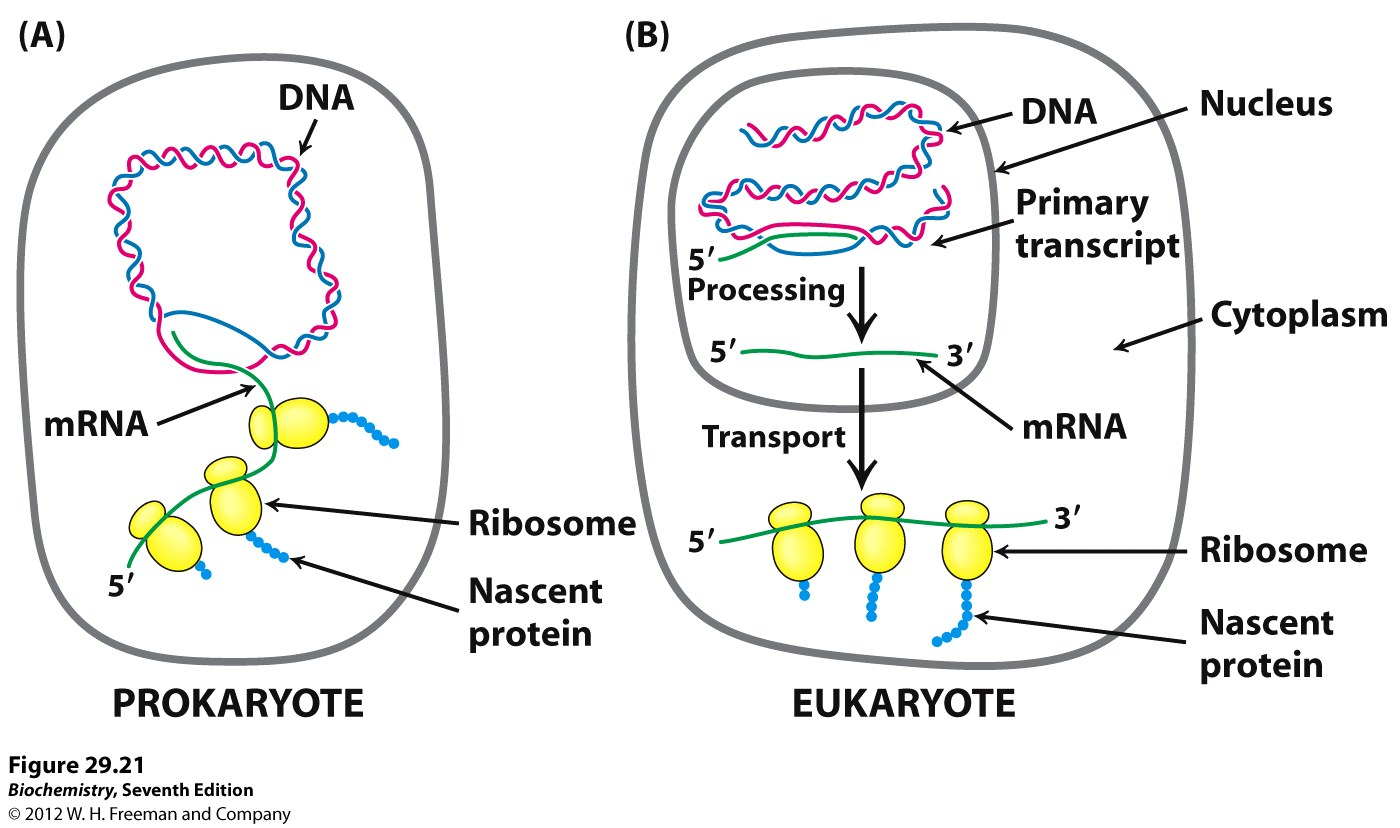 (A)
DNA
mRNA
5′
Ribosome
Nascent
protein
PROKARYOTE
(B)
DNA
Nucleus
Primary
transcript
5′
Processing
Cytoplasm
5′
3′
mRNA
Transport
5′
3′
Ribosome
Nascent
protein
EUKARYOTE
Figure 29.21
Biochemistry, Seventh Edition
© 2012 W. H. Freeman and Company